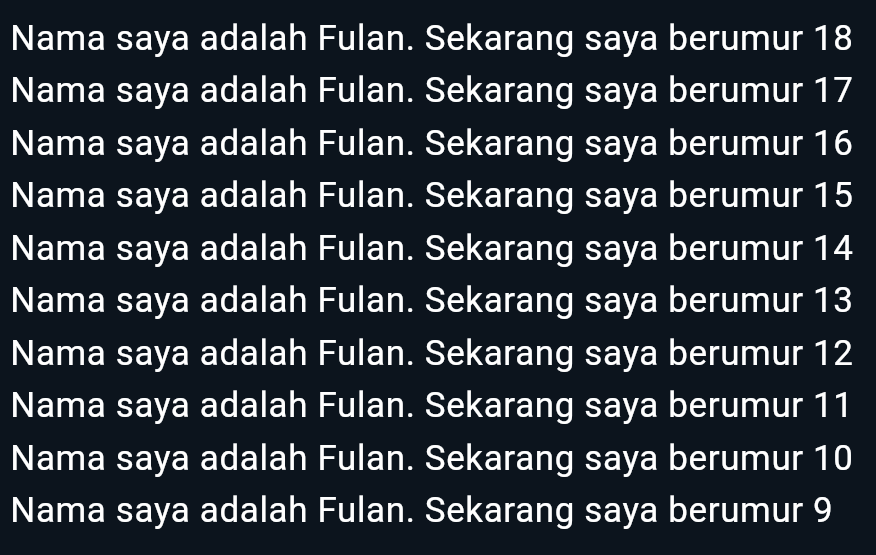 Nama saya adalah Fulan. Sekarang saya berumur 18
Nama saya adalah Fulan. Sekarang saya berumur 17
Nama saya adalah Fulan. Sekarang saya berumur 16
Nama saya adalah Fulan. Sekarang saya berumur 15
Nama saya adalah Fulan. Sekarang saya berumur 14
Nama saya adalah Fulan. Sekarang saya berumur 13
Nama saya adalah Fulan. Sekarang saya berumur 12
Nama saya adalah Fulan. Sekarang saya berumur 11
Nama saya adalah Fulan. Sekarang saya berumur 10
Nama saya adalah Fulan. Sekarang saya berumur 9